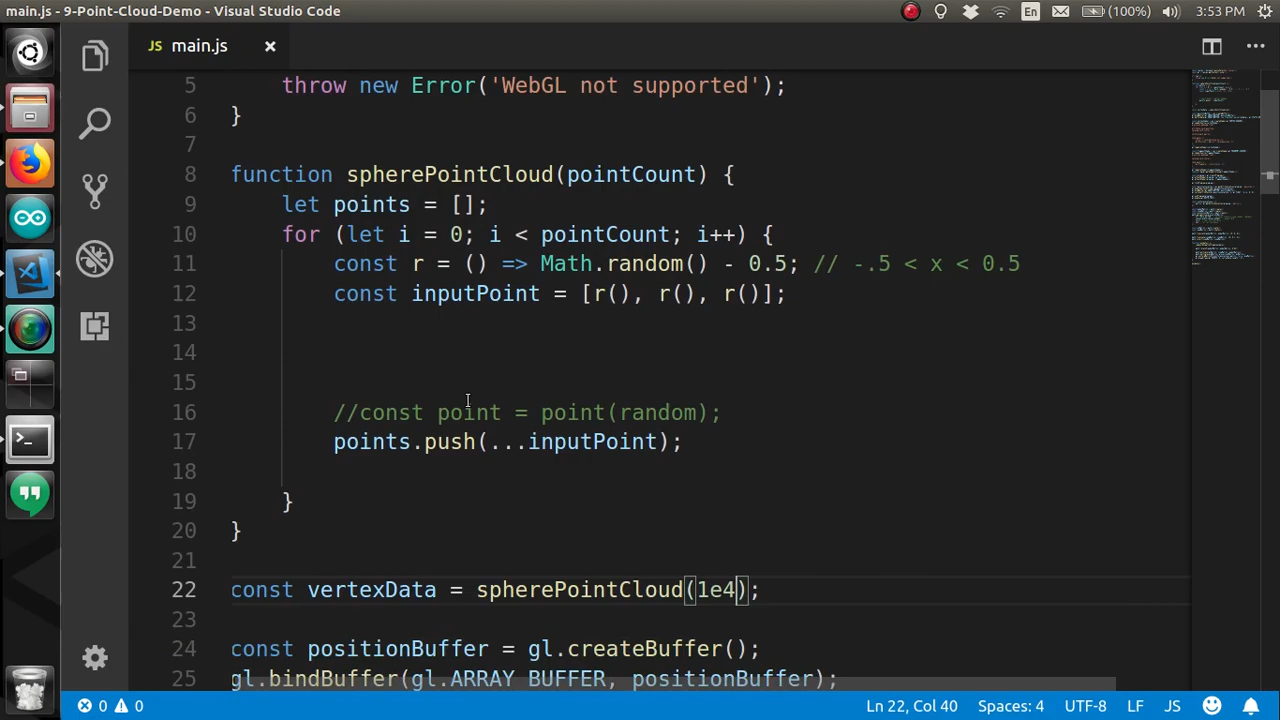 main.js - 9-Point-Cloud-Demo - Visual Studio Code
En
(100%)
3:53 PM
JS main.js ×
5 throw new Error('WebGL not supported');
6 }
7
8 function spherePointCloud(pointCount) {
9 let points = [];
10 for (let i = 0; i < pointCount; i++) {
11 const r = () => Math.random() - 0.5; // -.5 < x < 0.5
12 const inputPoint = [r(), r(), r()];
13
14
15
16 //const point = point(random);
17 points.push(...inputPoint);
18
19 }
20 }
21
22 const vertexData = spherePointCloud(1e4);
23
24 const positionBuffer = gl.createBuffer();
25 gl.bindBuffer(gl.ARRAY_BUFFER, positionBuffer);
0 0 Ln 22, Col 40 Spaces: 4 UTF-8 LF JS